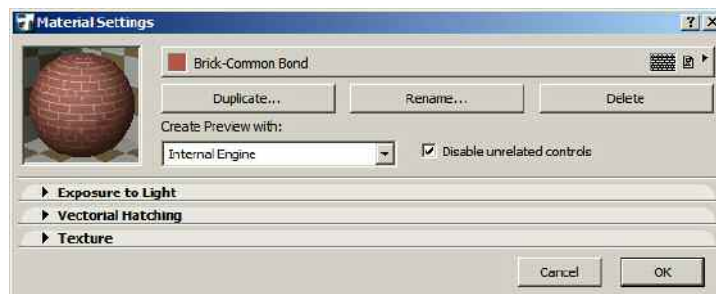 Material Settings
Brick-Common Bond
Duplicate...
Rename...
Delete
Create Preview with:
Internal Engine
Disable unrelated controls
Exposure to Light
Vectorial Hatching
Texture
Cancel
OK